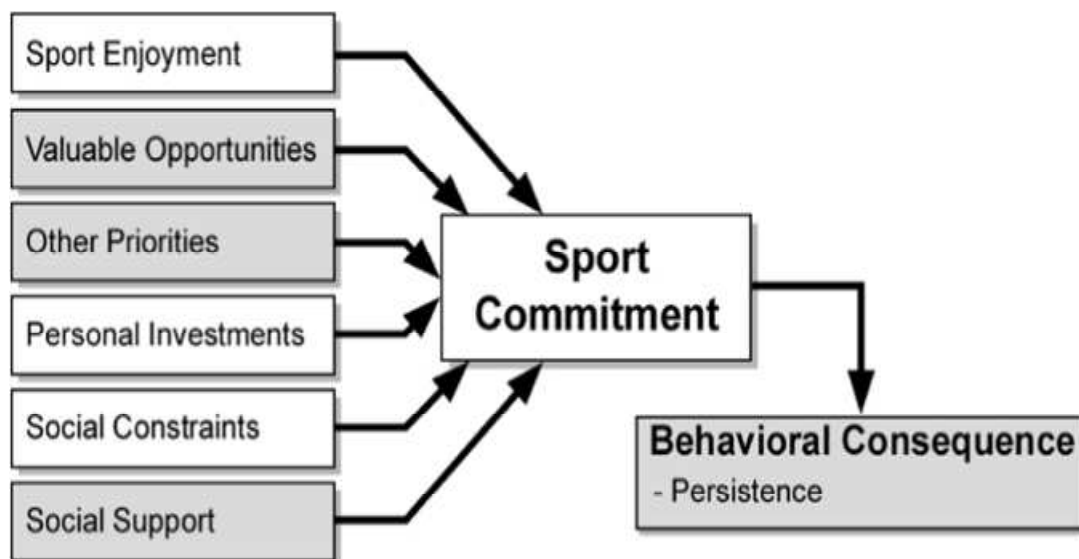 Sport Enjoyment
Valuable Opportunities
Other Priorities
Personal Investments
Social Constraints
Social Support
Sport
Commitment
Behavioral Consequence
- Persistence